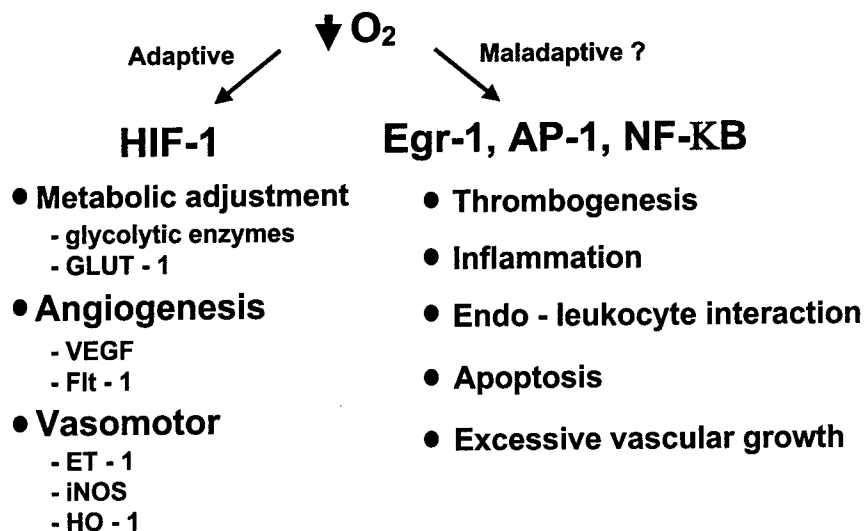 O₂
Adaptive
Maladaptive ?
HIF-1
Egr-1, AP-1, NF-KB
● Metabolic adjustment
- glycolytic enzymes
- GLUT - 1
● Angiogenesis
- VEGF
- Flt - 1
● Vasomotor
- ET - 1
- iNOS
- HO - 1
● Thrombogenesis
● Inflammation
● Endo - leukocyte interaction
● Apoptosis
● Excessive vascular growth